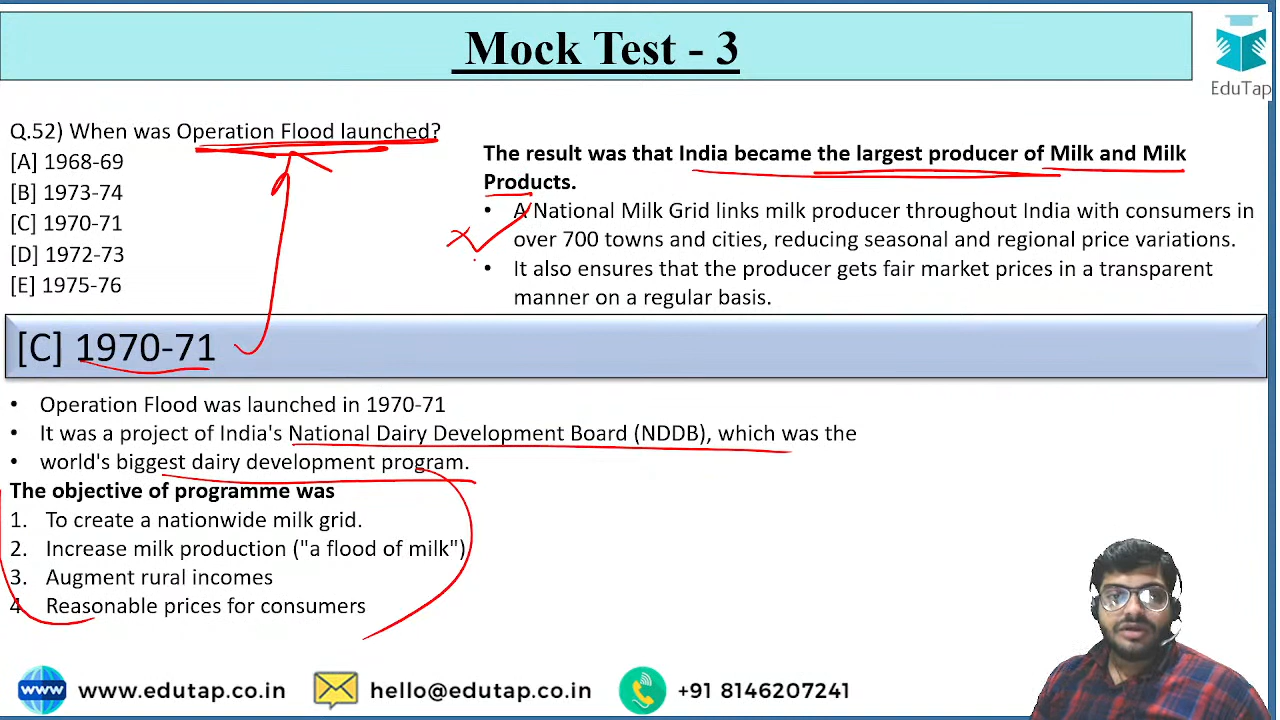 Mock Test - 3
EduTap
Q.52) When was Operation Flood launched?
[A] 1968-69
[B] 1973-74
[C] 1970-71
[D] 1972-73
[E] 1975-76
The result was that India became the largest producer of Milk and Milk
Products.
• A National Milk Grid links milk producer throughout India with consumers in
over 700 towns and cities, reducing seasonal and regional price variations.
• It also ensures that the producer gets fair market prices in a transparent
manner on a regular basis.
[C] 1970-71
• Operation Flood was launched in 1970-71
• It was a project of India's National Dairy Development Board (NDDB), which was the
• world's biggest dairy development program.
The objective of programme was
1. To create a nationwide milk grid.
2. Increase milk production ("a flood of milk")
3. Augment rural incomes
4 Reasonable prices for consumers
www www.edutap.co.in hello@edutap.co.in +91 8146207241